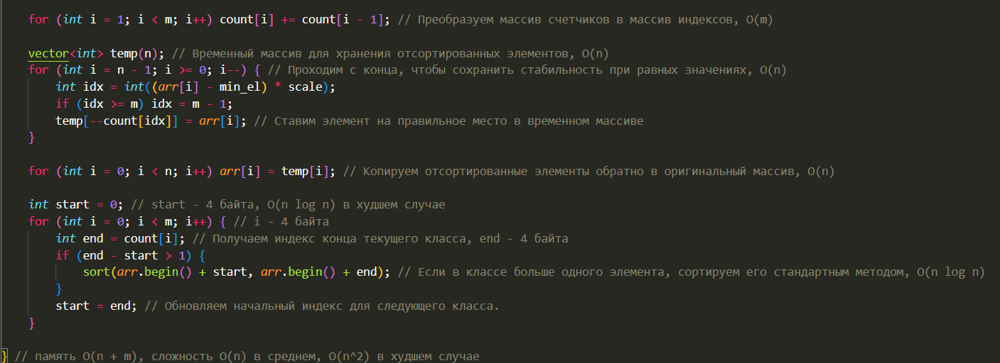 for (int i = 1; i < m; i++) count[i] += count[i - 1]; // Преобразуем массив счетчиков в массив индексов, O(m)
vector<int> temp(n); // Временный массив для хранения отсортированных элементов, O(n)
for (int i = n - 1; i >= 0; i--) { // Проходим с конца, чтобы сохранить стабильность при равных значениях, O(n)
int idx = int((arr[i] - min_el) * scale);
if (idx >= m) idx = m - 1;
temp[--count[idx]] = arr[i]; // Ставим элемент на правильное место в временном массиве
}
for (int i = 0; i < n; i++) arr[i] = temp[i]; // Копируем отсортированные элементы обратно в оригинальный массив, O(n)
int start = 0; // start - 4 байта, O(n log n) в худшем случае
for (int i = 0; i < m; i++) { // i - 4 байта
int end = count[i]; // Получаем индекс конца текущего класса, end - 4 байта
if (end - start > 1) {
sort(arr.begin() + start, arr.begin() + end); // Если в классе больше одного элемента, сортируем его стандартным методом, O(n log n)
}
start = end; // Обновляем начальный индекс для следующего класса.
}
} // память O(n + m), сложность O(n) в среднем, O(n^2) в худшем случае